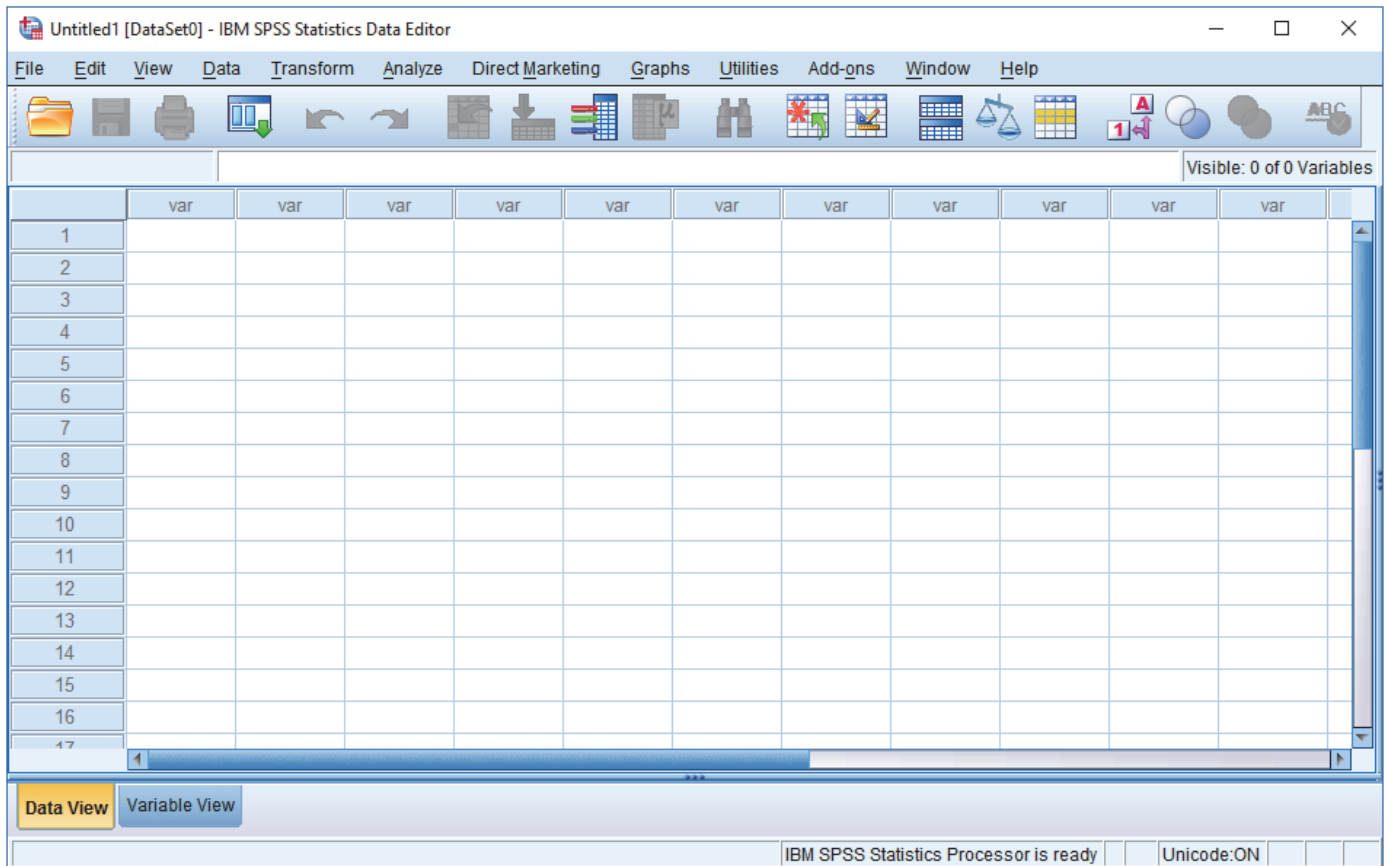 Untitled1 [DataSet0] - IBM SPSS Statistics Data Editor
File Edit View Data Transform Analyze Direct Marketing Graphs Utilities Add-ons Window Help
A
1
µ
ABC
Visible: 0 of 0 Variables
var var var var var var var var var var var
1
2
3
4
5
6
7
8
9
10
11
12
13
14
15
16
17
Data View Variable View
IBM SPSS Statistics Processor is ready Unicode:ON